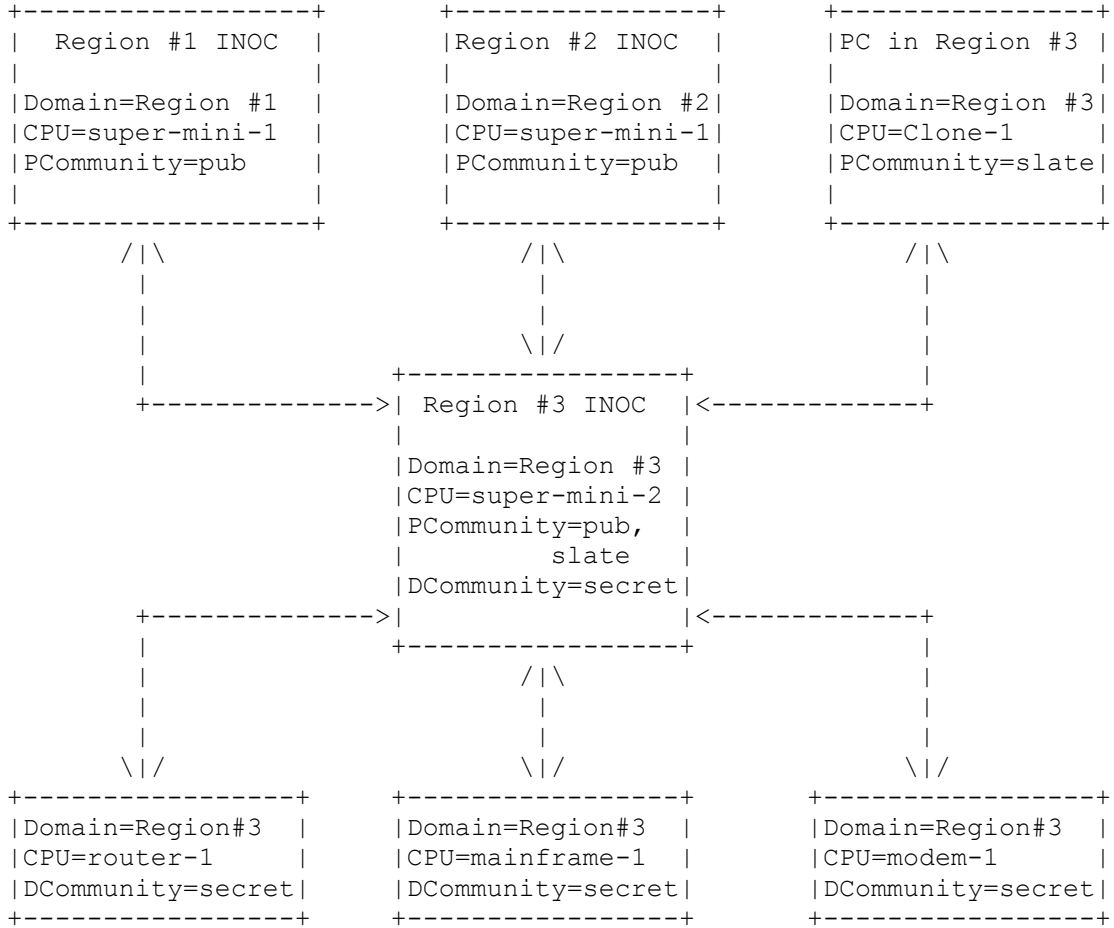 Region #1 INOC
Domain=Region #1
CPU=super-mini-1
PCommunity=pub
Region #2 INOC
Domain=Region #2
CPU=super-mini-1
PCommunity=pub
PC in Region #3
Domain=Region #3
CPU=Clone-1
PCommunity=slate
Region #3 INOC
Domain=Region #3
CPU=super-mini-2
PCommunity=pub,
slate
DCommunity=secret
Domain=Region#3
CPU=router-1
DCommunity=secret
Domain=Region#3
CPU=mainframe-1
DCommunity=secret
Domain=Region#3
CPU=modem-1
DCommunity=secret